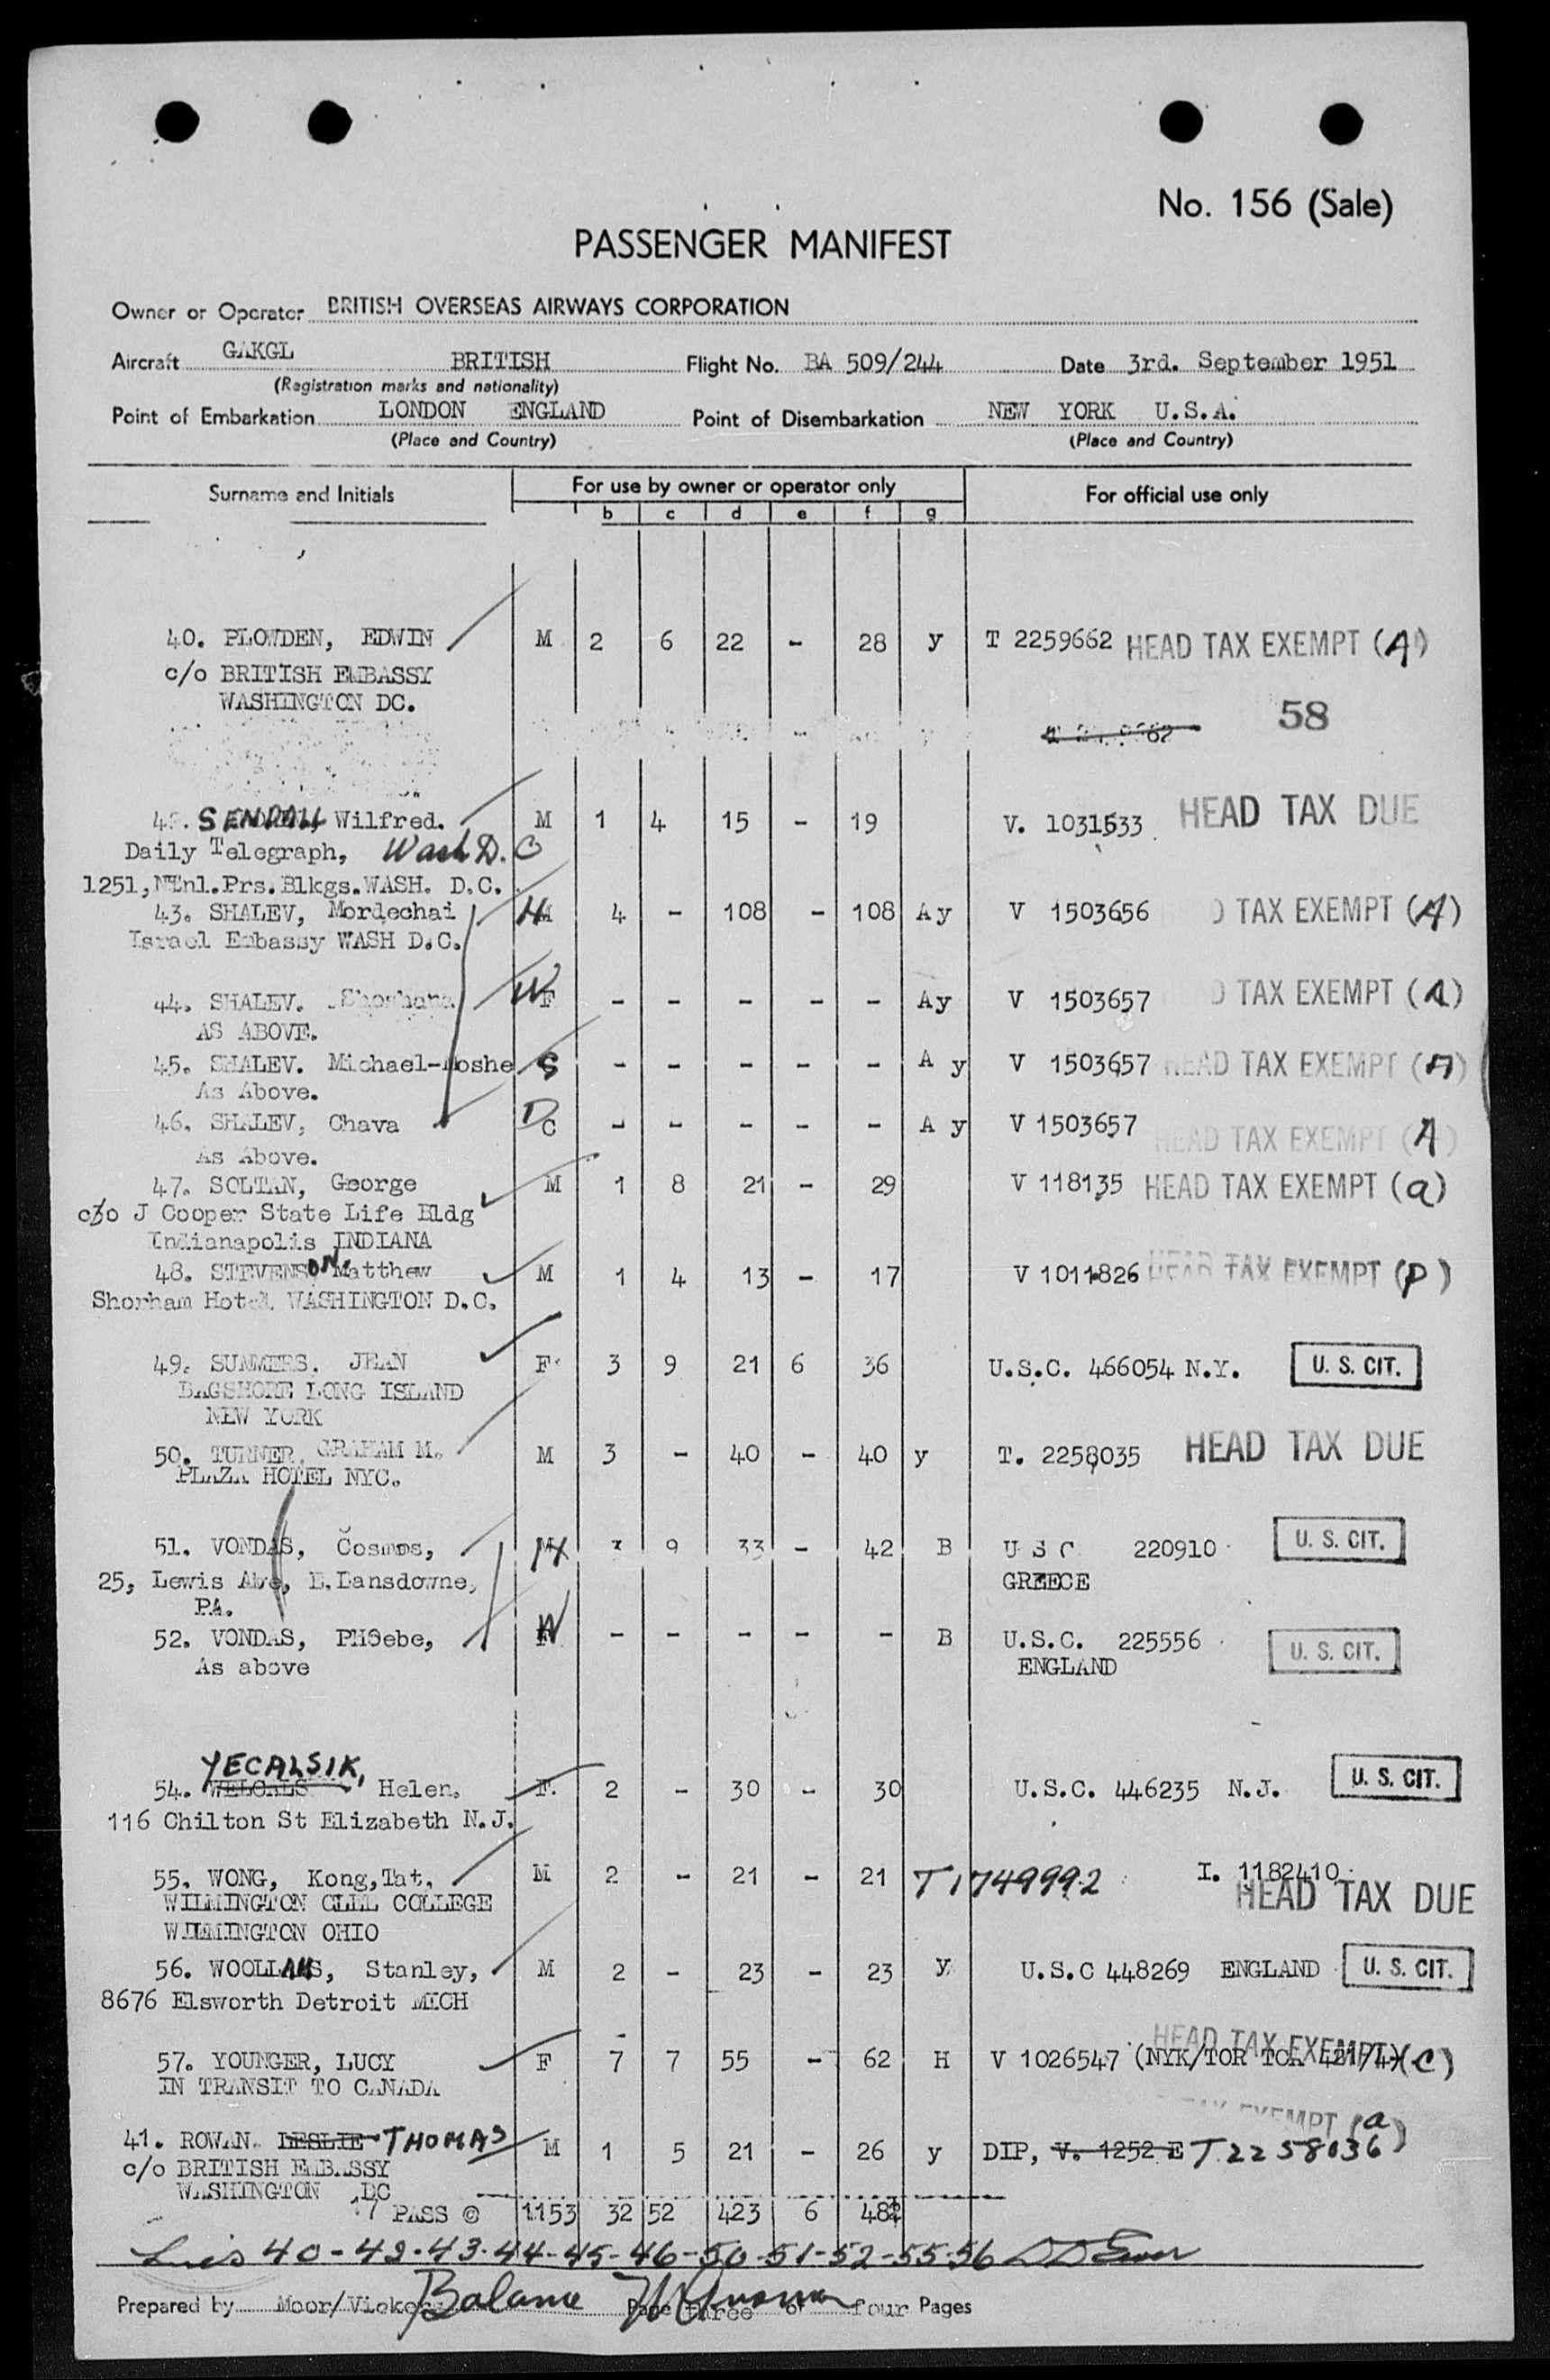 No. 156 (Sale)
PASSENGER MANIFEST
Owner or Operator BRITISH OVERSEAS AIRWAYS CORPORATION
Aircraft GAKGL BRITISH Flight No. BA 509/244 Date 3rd. September 1951
(Registration marks and nationality)
Point of Embarkation LONDON ENGLAND Point of Disembarkation NEW YORK U.S.A.
(Place and Country) (Place and Country)
Surname and Initials For use by owner or operator only For official use only
b c d e f g
40. PLOWDEN, EDWIN M 2 6 22 - 28 y T 2259662 HEAD TAX EXEMPT (A)
c/o BRITISH EMBASSY
WASHINGTON DC.
58
SENDALL Wilfred. M 1 4 15 - 19 V. 1031533 HEAD TAX DUE
Daily Telegraph, Wash D.C
1251, Prs.Blkgs.WASH. D.C.
43. SHALEV, Mordechai H 4 - 108 - 108 A y V 1503656 TAX EXEMPT (A)
Israel Embassy WASH D.C.
44. SHALEV. Shoshana W F - - - - - A y V 1503657 TAX EXEMPT (A)
AS ABOVE.
45. SHALEV. Michael-Moshe S - - - - - A y V 1503657 HEAD TAX EXEMPT (A)
As Above.
46. SHALEV, Chava D C - - - - - A y V 1503657 HEAD TAX EXEMPT (A)
As Above.
47. SOLTAN, George M 1 8 21 - 29 V 118135 HEAD TAX EXEMPT (a)
c/o J Cooper State Life Bldg
Indianapolis INDIANA
48. STEVENSON, Matthew M 1 4 13 - 17 V 1011826 HEAD TAX EXEMPT (P)
Shorham Hotel WASHINGTON D.C.
49. SUMMERS. JEAN F 3 9 21 6 36 U.S.C. 466054 N.Y. U. S. CIT.
BAGSHORE LONG ISLAND
NEW YORK
50. TURNER, GRAHAM M. M 3 - 40 - 40 y T. 2258035 HEAD TAX DUE
PLAZA HOTEL NYC.
51. VONDAS, Cosmos, H 3 9 33 - 42 B U S C 220910 U. S. CIT.
25, Lewis Ave, E.Lansdowne, GREECE
PA.
52. VONDAS, PHOebe, W - - - - - B U.S.C. 225556 U. S. CIT.
As above ENGLAND
YECALSIK,
54. Helen. F. 2 - 30 - 30 U.S.C. 446235 N.J. U. S. CIT.
116 Chilton St Elizabeth N.J.
55. WONG, Kong,Tat, M 2 - 21 - 21 T1749992 I. 1182410
HEAD TAX DUE
WILMINGTON COLLEGE
WILMINGTON OHIO
56. WOOLLAMS, Stanley, M 2 - 23 - 23 y U.S.C 448269 ENGLAND U. S. CIT.
8676 Elsworth Detroit MICH
57. YOUNGER, LUCY F 7 7 55 - 62 H V 1026547 (NYK/TOR TCA HEAD TAX EXEMPT (C)
IN TRANSIT TO CANADA
EXEMPT (a)
41. ROWAN. LESLIE THOMAS M 1 5 21 - 26 y DIP, V. 1252 E T 2258036
c/o BRITISH EMBASSY
WASHINGTON DC
PASS © 1153 32 52 423 6 48
40-42-43-44-45-46-50-51-52-55-56
Prepared by Moor/ Balance Page three of four Pages